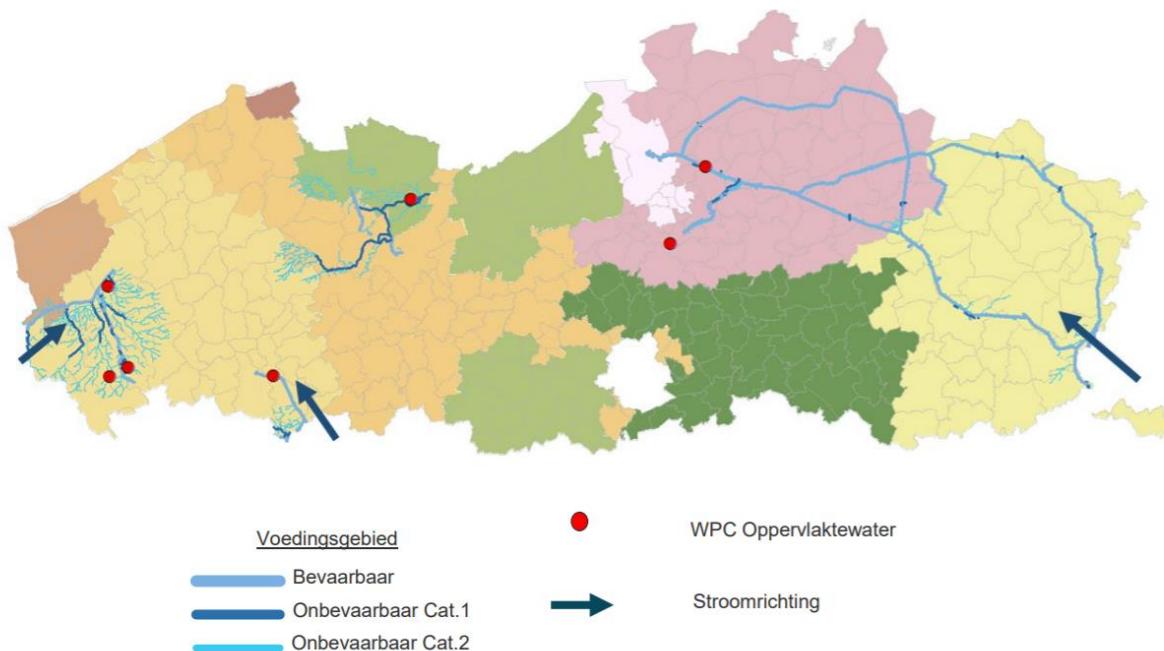 Voedingsgebied
Bevaarbaar
Onbevaarbaar Cat.1
Onbevaarbaar Cat.2
WPC Oppervlaktewater
Stroomrichting